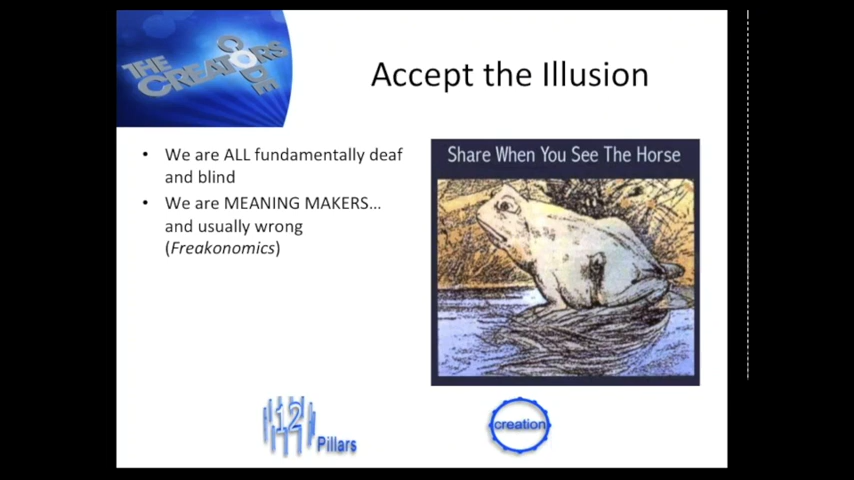 THE
CREATORS
CODE
Accept the Illusion
• We are ALL fundamentally deaf
and blind
• We are MEANING MAKERS...
and usually wrong
(Freakonomics)
Share When You See The Horse
12
Pillars
creation